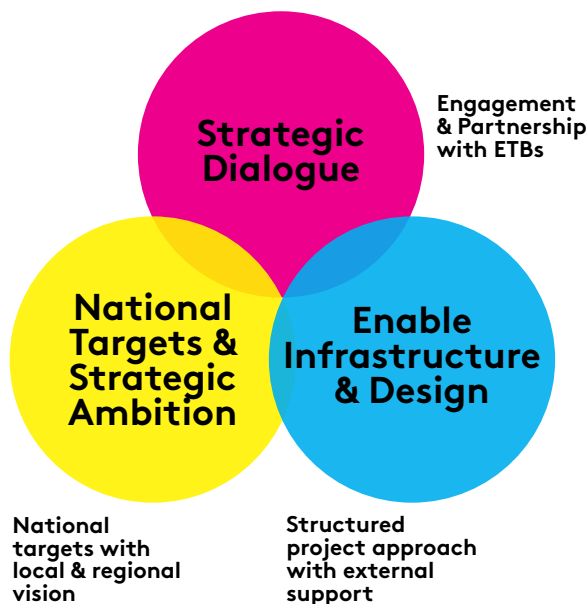 Strategic
Dialogue
Engagement
& Partnership
with ETBs
National
Targets &
Strategic
Ambition
Enable
Infrastructure
& Design
National
targets with
local & regional
vision
Structured
project approach
with external
support